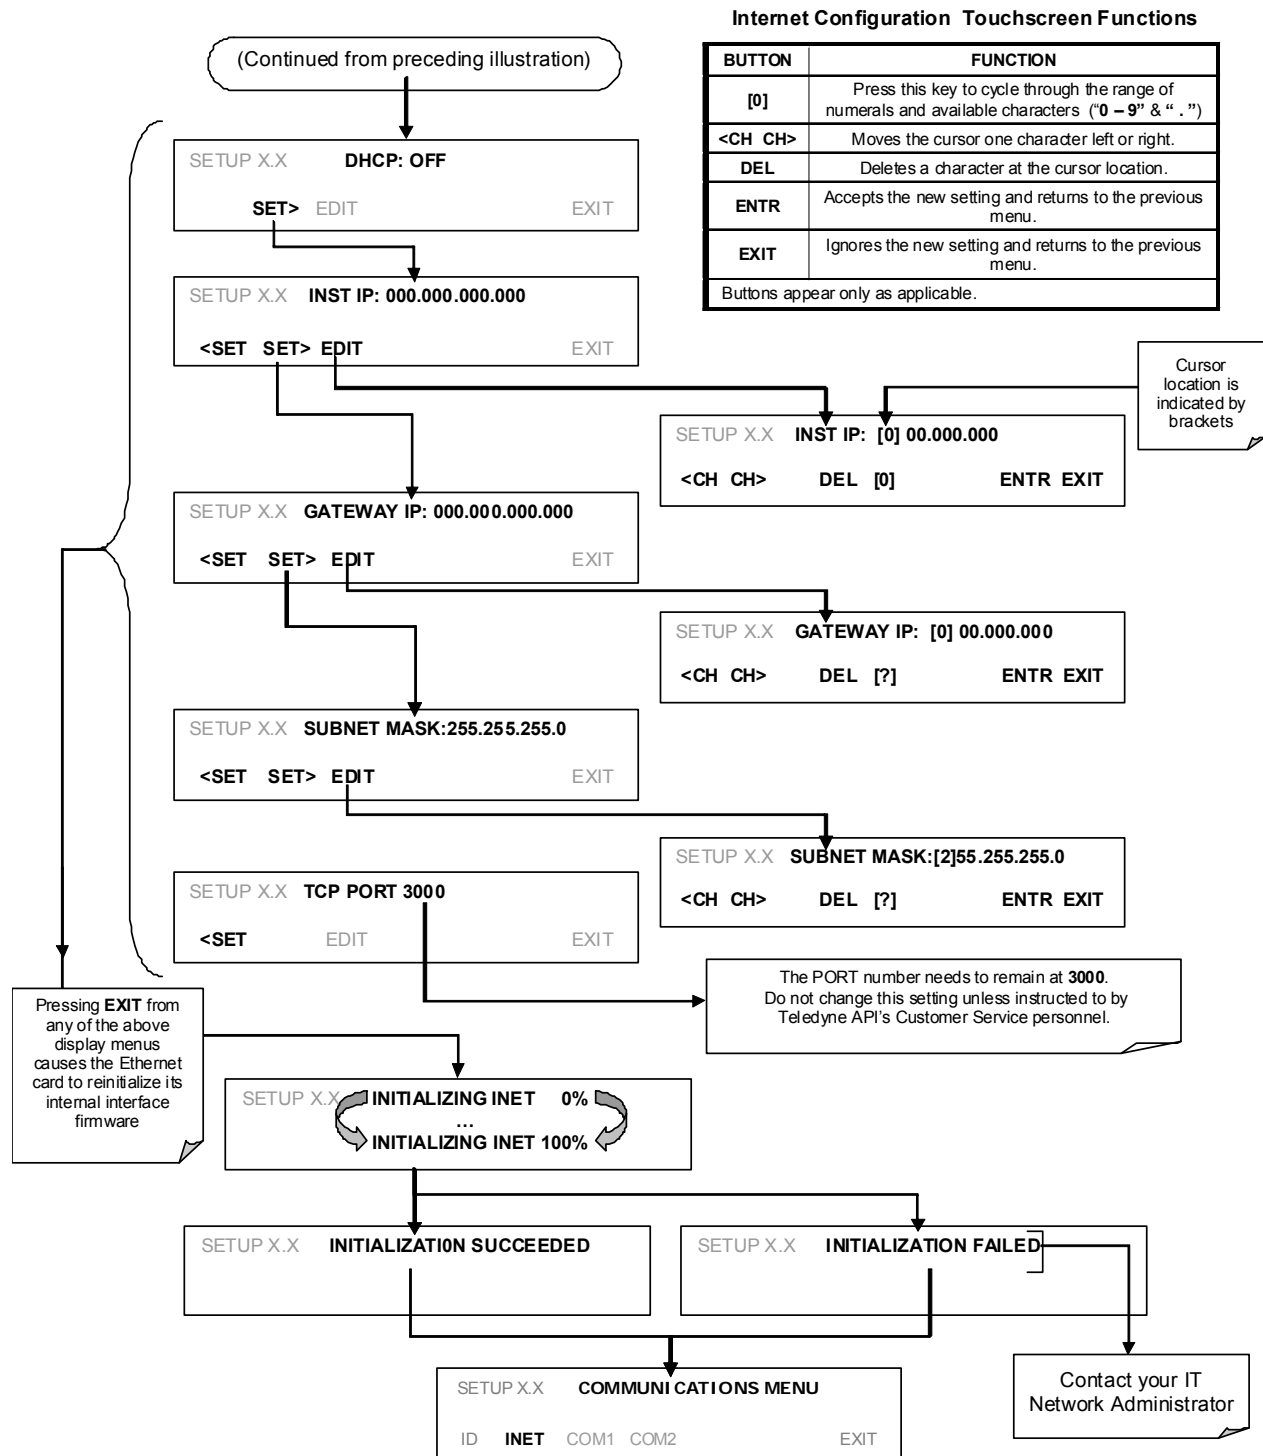 Internet Configuration Touchscreen Functions
BUTTON FUNCTION
[0] Press this key to cycle through the range of
numerals and available characters (“0 – 9” & “ . ”)
<CH CH> Moves the cursor one character left or right.
DEL Deletes a character at the cursor location.
ENTR Accepts the new setting and returns to the previous
menu.
EXIT Ignores the new setting and returns to the previous
menu.
Buttons appear only as applicable.
(Continued from preceding illustration)
SETUP X.X DHCP: OFF
SET> EDIT EXIT
SETUP X.X INST IP: 000.000.000.000
<SET SET> EDIT EXIT
Cursor
location is
indicated by
brackets
SETUP X.X INST IP: [0] 00.000.000
<CH CH> DEL [0] ENTR EXIT
SETUP X.X GATEWAY IP: 000.000.000.000
<SET SET> EDIT EXIT
SETUP X.X GATEWAY IP: [0] 00.000.000
<CH CH> DEL [?] ENTR EXIT
SETUP X.X SUBNET MASK:255.255.255.0
<SET SET> EDIT EXIT
SETUP X.X SUBNET MASK:[2]55.255.255.0
<CH CH> DEL [?] ENTR EXIT
SETUP X.X TCP PORT 3000
<SET EDIT EXIT
The PORT number needs to remain at 3000.
Do not change this setting unless instructed to by
Teledyne API’s Customer Service personnel.
Pressing EXIT from
any of the above
display menus
causes the Ethernet
card to reinitialize its
internal interface
firmware
SETUP X.X INITIALIZING INET 0%
…
INITIALIZING INET 100%
SETUP X.X INITIALIZATI0N SUCCEEDED
SETUP X.X INITIALIZATION FAILED
Contact your IT
Network Administrator
SETUP X.X COMMUNICATIONS MENU
ID INET COM1 COM2 EXIT